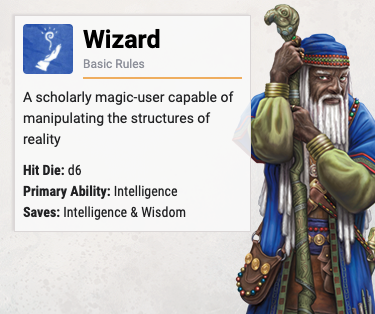 Wizard
Basic Rules
A scholarly magic-user capable of
manipulating the structures of
reality
Hit Die: d6
Primary Ability: Intelligence
Saves: Intelligence & Wisdom